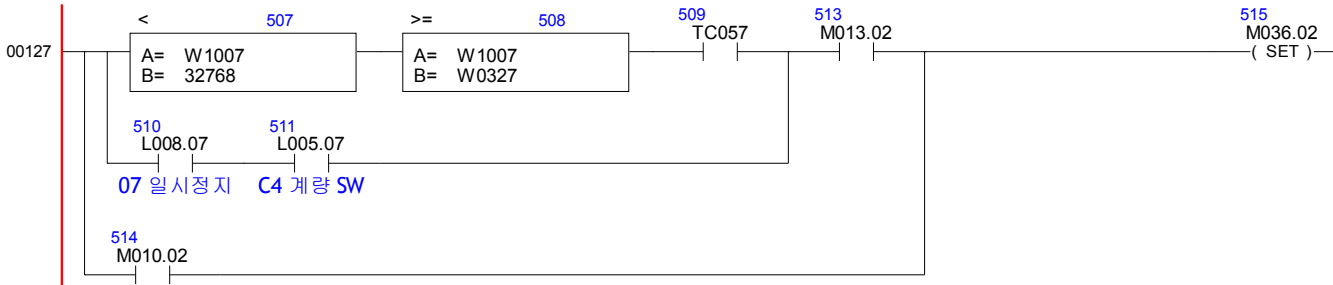 < 507 >= 508 509 513 515
TC057 M013.02 M036.02
00127 A= W1007 A= W1007 ( SET )
B= 32768 B= W0327
510 511
L008.07 L005.07
07 일시정지 C4 계량 SW
514
M010.02